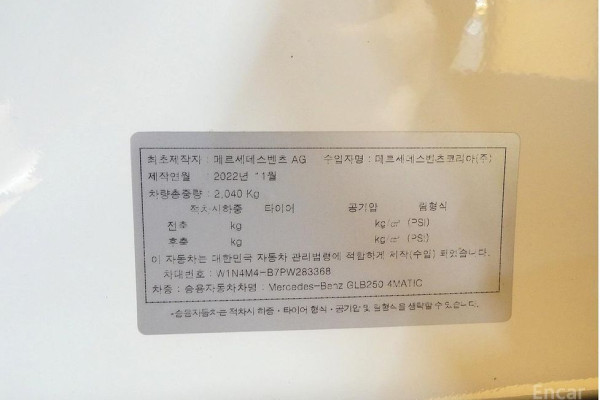 최초제작자 : 메르세데스벤츠 AG 수입자명 : 메르세데스벤츠코리아(주)
제작연월 : 2022년 11월
차량총중량 : 2,040 Kg
적차시하중 타이어 공기압 림형식
전축 kg kg/㎠ (PSI)
후축 kg kg/㎠ (PSI)
이 자동차는 대한민국 자동차 관리법령에 적합하게 제작(수입) 되었습니다.
차대번호 : W1N4M4-B7PW283368
차종 : 승용자동차차명 : Mercedes-Benz GLB250 4MATIC
*승용자동차는 적차시 하중·타이어 형식·공기압 및 림형식을 생략할 수 있습니다.
Encar